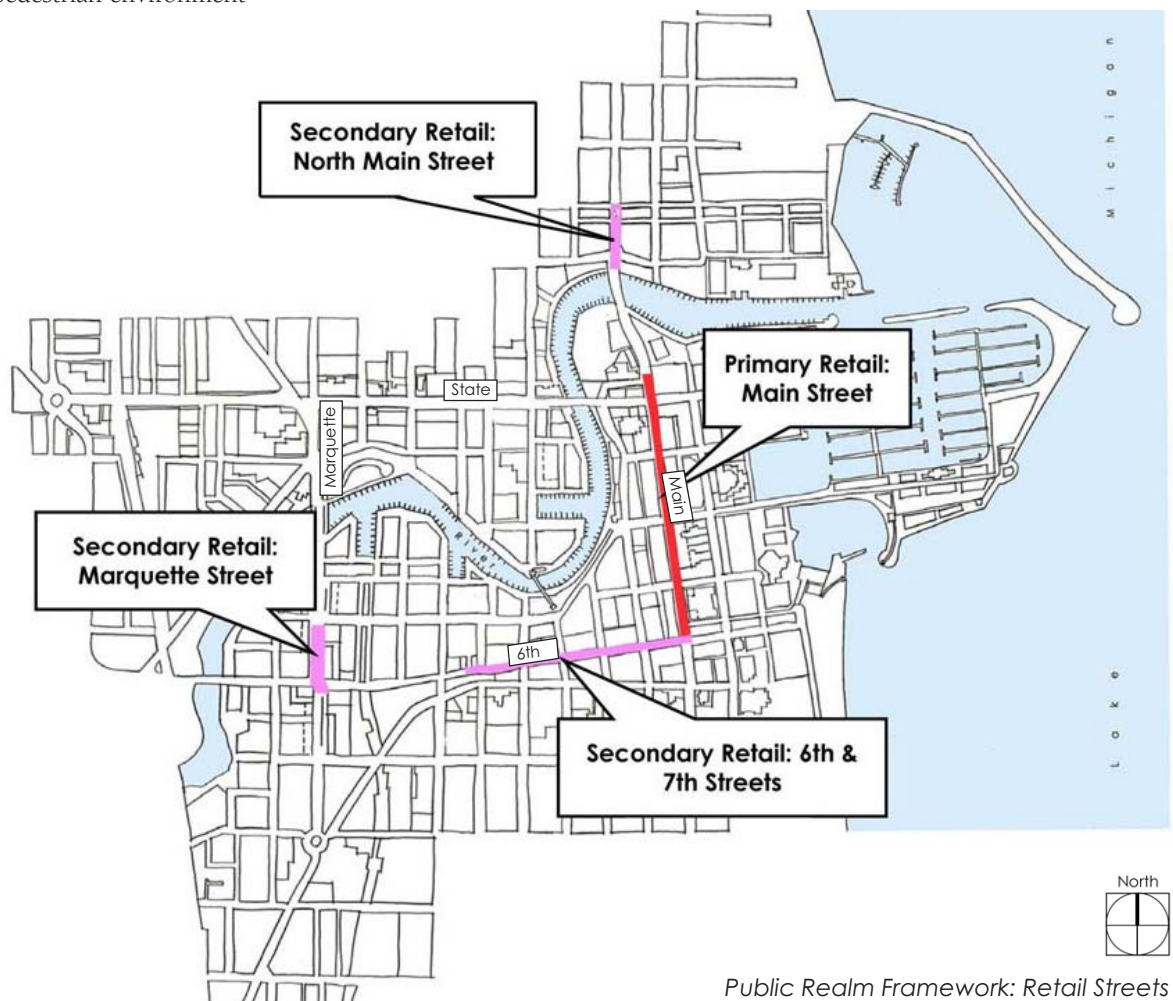 pedestrian environment
Michigan
Secondary Retail:
North Main Street
Primary Retail:
Main Street
State
Marquette
Main
River
Secondary Retail:
Marquette Street
6th
Secondary Retail: 6th &
7th Streets
Lake
North
Public Realm Framework: Retail Streets